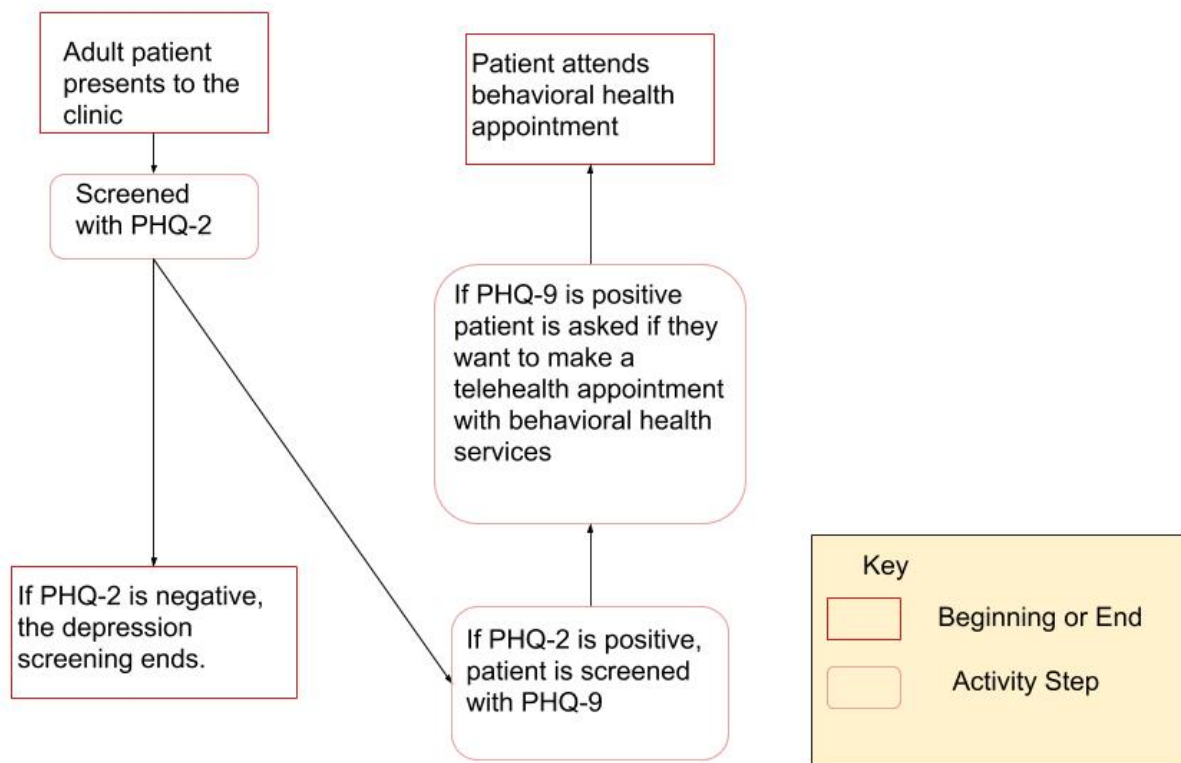 Adult patient
presents to the
clinic
Screened
with PHQ-2
If PHQ-2 is negative,
the depression
screening ends.
If PHQ-2 is positive,
patient is screened
with PHQ-9
If PHQ-9 is positive
patient is asked if they
want to make a
telehealth appointment
with behavioral health
services
Patient attends
behavioral health
appointment
Key
Beginning or End
Activity Step